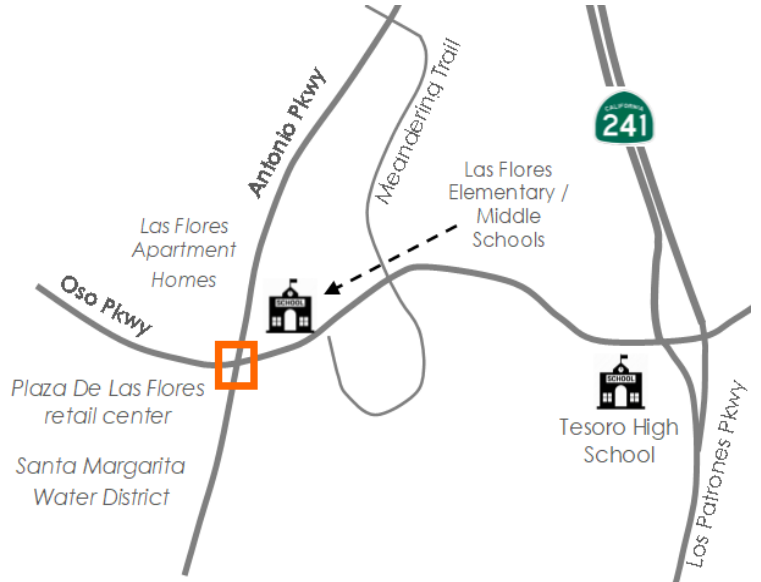 Antonio Pkwy
Meandering Trail
CALIFORNIA
241
Las Flores
Elementary /
Middle
Schools
Las Flores
Apartment
Homes
Oso Pkwy
SCHOOL
Plaza De Las Flores
retail center
Santa Margarita
Water District
SCHOOL
Tesoro High
School
Los Patrones Pkwy